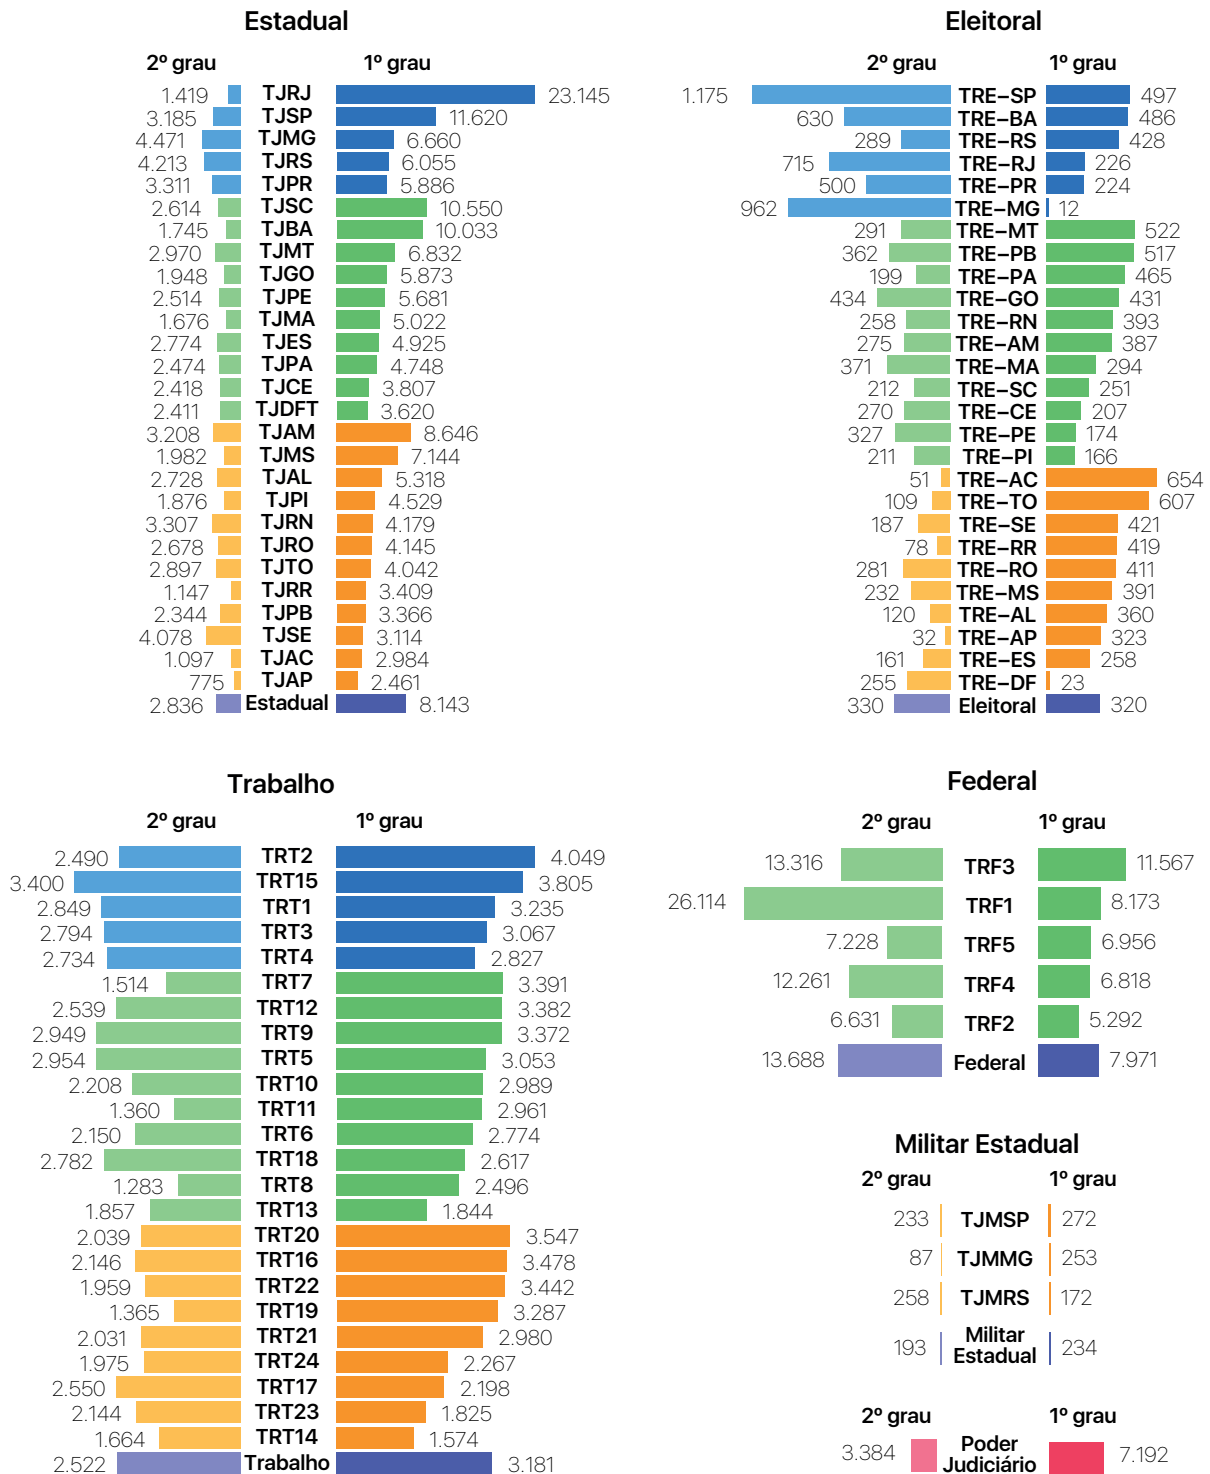 Estadual
2º grau 1º grau
1.419 TJRJ 23.145
3.185 TJSP 11.620
4.471 TJMG 6.660
4.213 TJRS 6.055
3.311 TJPR 5.886
2.614 TJSC 10.550
1.745 TJBA 10.033
2.970 TJMT 6.832
1.948 TJGO 5.873
2.514 TJPE 5.681
1.676 TJMA 5.022
2.774 TJES 4.925
2.474 TJPA 4.748
2.418 TJCE 3.807
2.411 TJDFT 3.620
3.208 TJAM 8.646
1.982 TJMS 7.144
2.728 TJAL 5.318
1.876 TJPI 4.529
3.307 TJRN 4.179
2.678 TJRO 4.145
2.897 TJTO 4.042
1.147 TJRR 3.409
2.344 TJPB 3.366
4.078 TJSE 3.114
1.097 TJAC 2.984
775 TJAP 2.461
2.836 Estadual 8.143
Eleitoral
2º grau 1º grau
1.175 TRE–SP 497
630 TRE–BA 486
289 TRE–RS 428
715 TRE–RJ 226
500 TRE–PR 224
962 TRE–MG 12
291 TRE–MT 522
362 TRE–PB 517
199 TRE–PA 465
434 TRE–GO 431
258 TRE–RN 393
275 TRE–AM 387
371 TRE–MA 294
212 TRE–SC 251
270 TRE–CE 207
327 TRE–PE 174
211 TRE–PI 166
51 TRE–AC 654
109 TRE–TO 607
187 TRE–SE 421
78 TRE–RR 419
281 TRE–RO 411
232 TRE–MS 391
120 TRE–AL 360
32 TRE–AP 323
161 TRE–ES 258
255 TRE–DF 23
330 Eleitoral 320
Trabalho
2º grau 1º grau
2.490 TRT2 4.049
3.400 TRT15 3.805
2.849 TRT1 3.235
2.794 TRT3 3.067
2.734 TRT4 2.827
1.514 TRT7 3.391
2.539 TRT12 3.382
2.949 TRT9 3.372
2.954 TRT5 3.053
2.208 TRT10 2.989
1.360 TRT11 2.961
2.150 TRT6 2.774
2.782 TRT18 2.617
1.283 TRT8 2.496
1.857 TRT13 1.844
2.039 TRT20 3.547
2.146 TRT16 3.478
1.959 TRT22 3.442
1.365 TRT19 3.287
2.031 TRT21 2.980
1.975 TRT24 2.267
2.550 TRT17 2.198
2.144 TRT23 1.825
1.664 TRT14 1.574
2.522 Trabalho 3.181
Federal
2º grau 1º grau
13.316 TRF3 11.567
26.114 TRF1 8.173
7.228 TRF5 6.956
12.261 TRF4 6.818
6.631 TRF2 5.292
13.688 Federal 7.971
Militar Estadual
2º grau 1º grau
233 TJMSP 272
87 TJMMG 253
258 TJMRS 172
193 Militar 234
Estadual
2º grau 1º grau
3.384 Poder 7.192
Judiciário